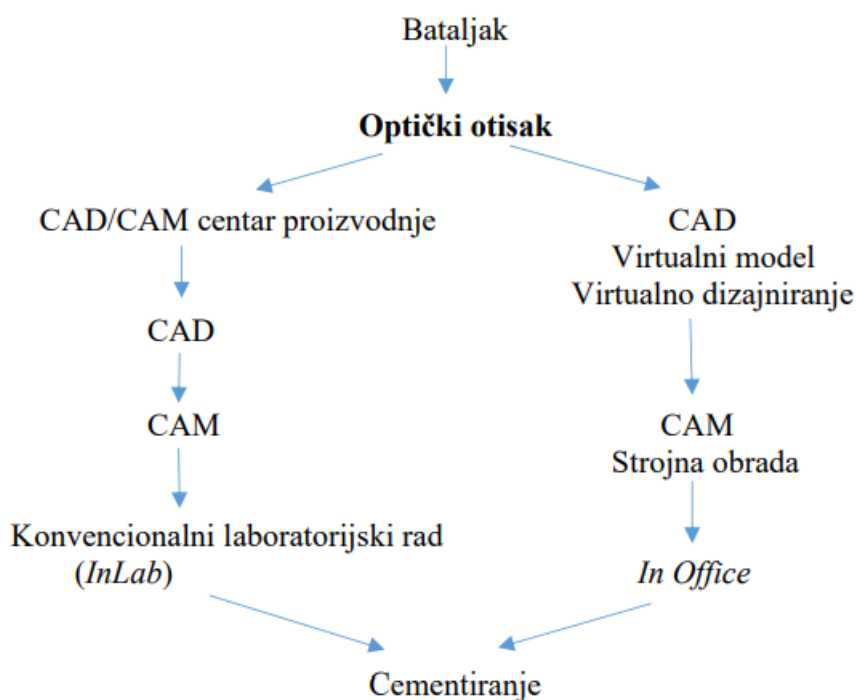 Bataljak
Optički otisak
CAD/CAM centar proizvodnje
CAD
CAM
Konvencionalni laboratorijski rad
(InLab)
CAD
Virtualni model
Virtualno dizajniranje
CAM
Strojna obrada
In Office
Cementiranje